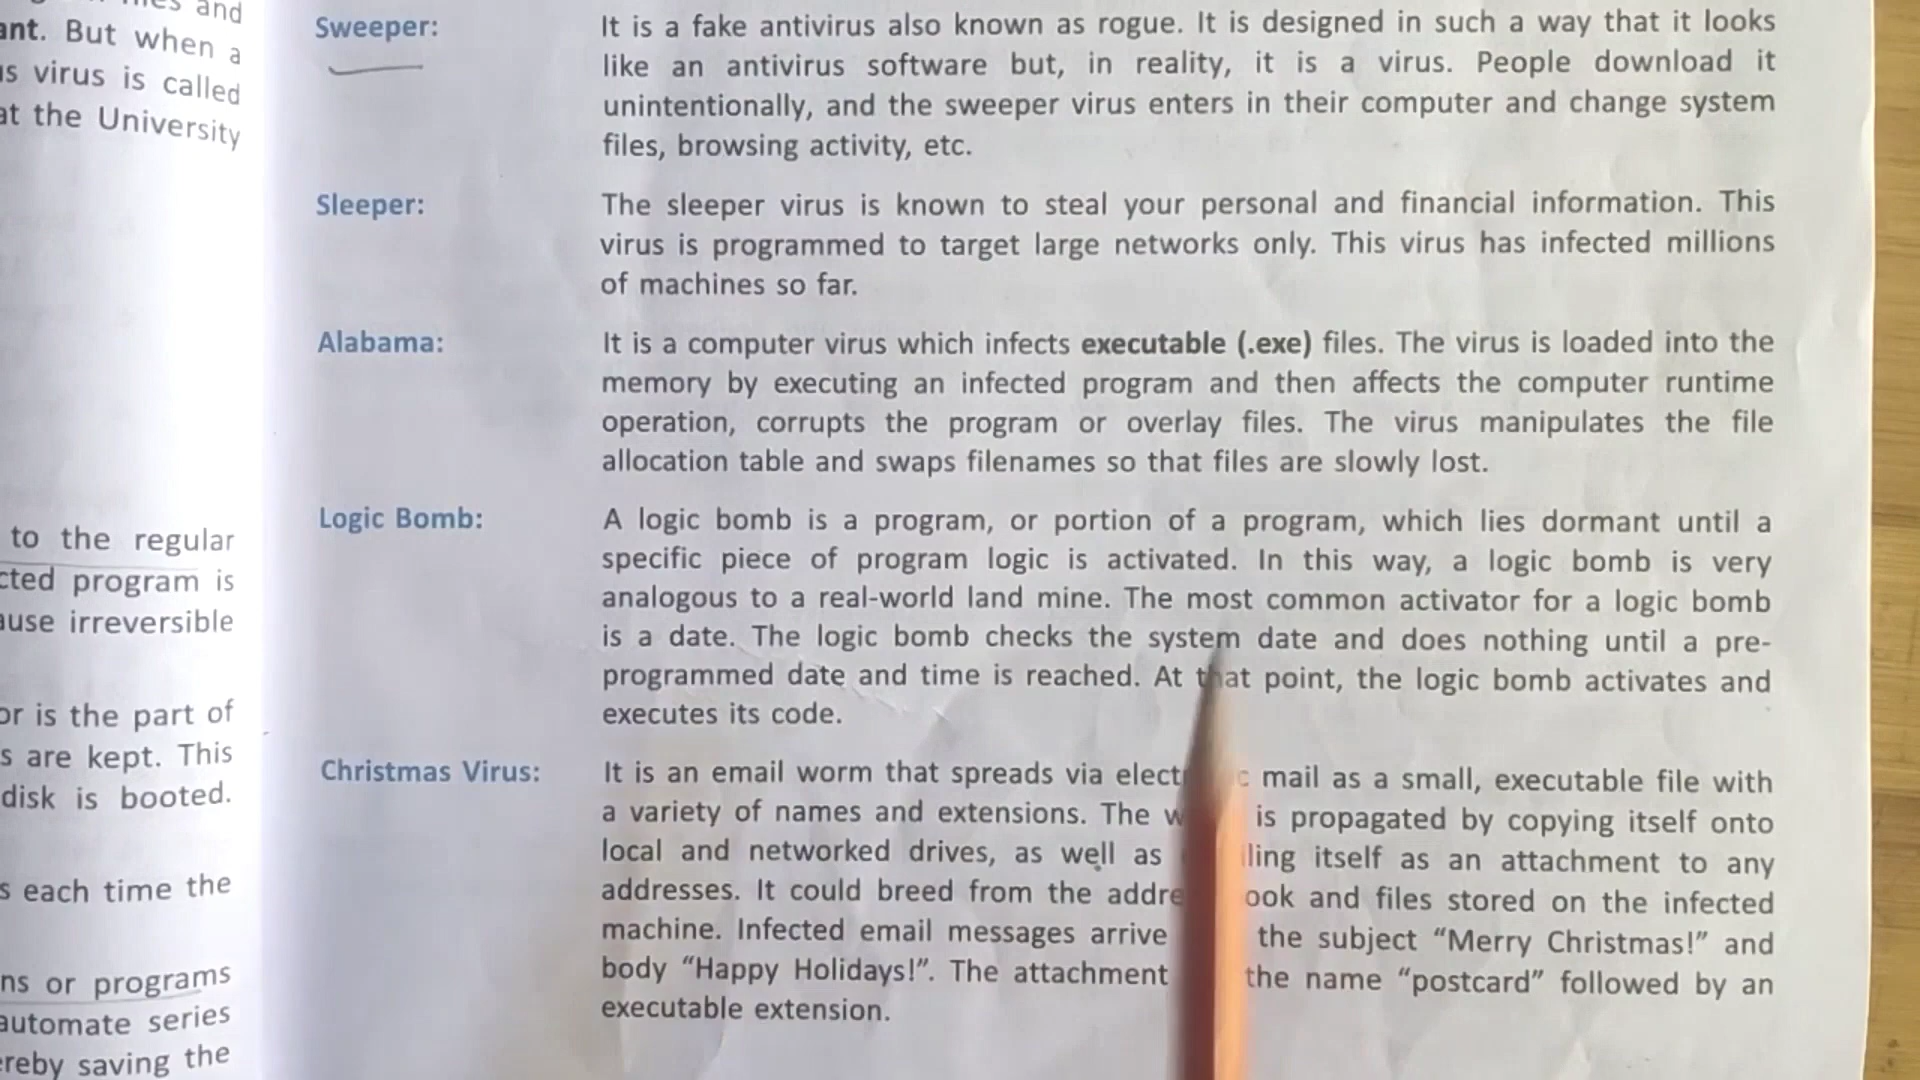 es and
ant. But when a
s virus is called
at the University
to the regular
cted program is
ause irreversible
or is the part of
s are kept. This
disk is booted.
s each time the
ns or programs
automate series
ereby saving the
Sweeper: It is a fake antivirus also known as rogue. It is designed in such a way that it looks
like an antivirus software but, in reality, it is a virus. People download it
unintentionally, and the sweeper virus enters in their computer and change system
files, browsing activity, etc.
Sleeper: The sleeper virus is known to steal your personal and financial information. This
virus is programmed to target large networks only. This virus has infected millions
of machines so far.
Alabama: It is a computer virus which infects executable (.exe) files. The virus is loaded into the
memory by executing an infected program and then affects the computer runtime
operation, corrupts the program or overlay files. The virus manipulates the file
allocation table and swaps filenames so that files are slowly lost.
Logic Bomb: A logic bomb is a program, or portion of a program, which lies dormant until a
specific piece of program logic is activated. In this way, a logic bomb is very
analogous to a real-world land mine. The most common activator for a logic bomb
is a date. The logic bomb checks the system date and does nothing until a pre-
programmed date and time is reached. At that point, the logic bomb activates and
executes its code.
Christmas Virus: It is an email worm that spreads via elect c mail as a small, executable file with
a variety of names and extensions. The w is propagated by copying itself onto
local and networked drives, as well as ling itself as an attachment to any
addresses. It could breed from the addre ook and files stored on the infected
machine. Infected email messages arrive the subject “Merry Christmas!” and
body “Happy Holidays!”. The attachment the name “postcard” followed by an
executable extension.